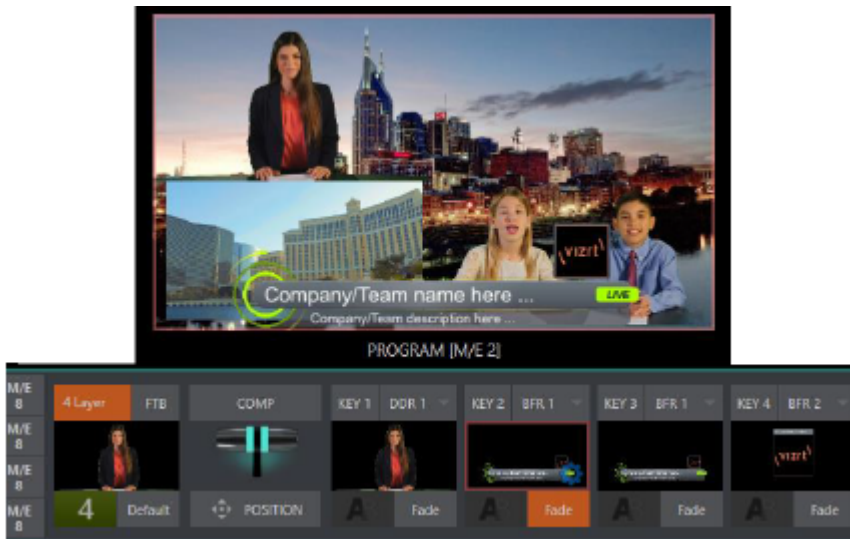 vizrt
Company/Team name here ... LIVE
Company/Team description here ...
PROGRAM [M/E 2]
M/E 8
4 Layer FTB COMP KEY 1 DDR 1 KEY 2 BFR 1 KEY 3 BFR 1 KEY 4 BFR 2
M/E 8
M/E 8
vizrt
M/E 8
4 Default POSITION A Fade A Fade A Fade A Fade